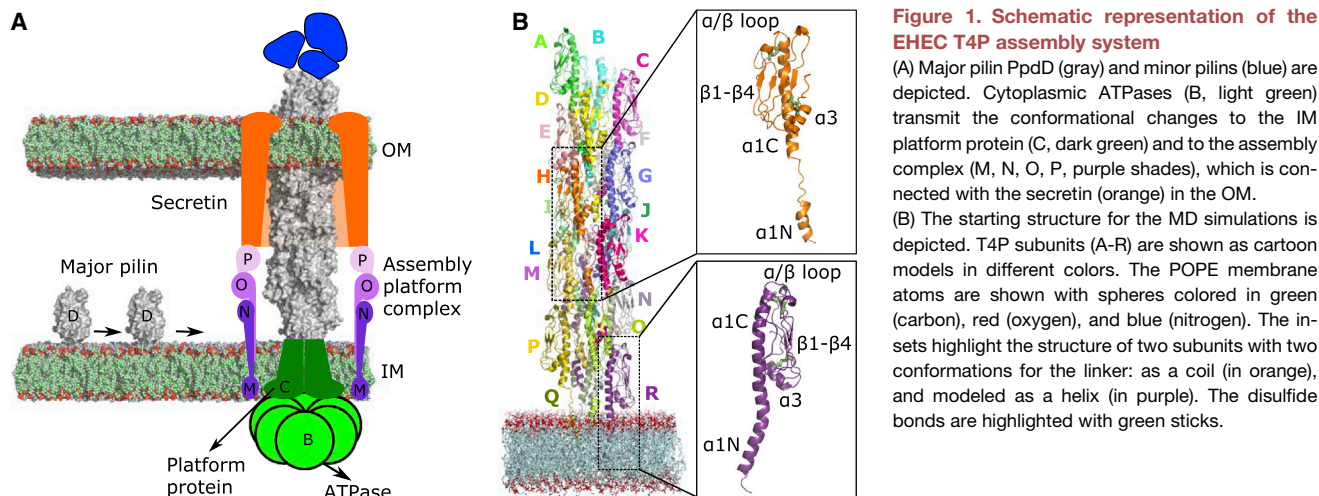 A
OM
Secretin
P
P
Major pilin
O
O
Assembly
platform
complex
D
D
N
N
IM
M
C
M
B
Platform
protein
ATPase
B
A
B
C
D
E
F
H
G
I
J
K
L
M
N
O
P
Q
R
α/β loop
β1-β4
α3
α1C
α1N
α/β loop
α1C
β1-β4
α3
α1N
Figure 1. Schematic representation of the
EHEC T4P assembly system
(A) Major pilin PpdD (gray) and minor pilins (blue) are
depicted. Cytoplasmic ATPases (B, light green)
transmit the conformational changes to the IM
platform protein (C, dark green) and to the assembly
complex (M, N, O, P, purple shades), which is con-
nected with the secretin (orange) in the OM.
(B) The starting structure for the MD simulations is
depicted. T4P subunits (A-R) are shown as cartoon
models in different colors. The POPE membrane
atoms are shown with spheres colored in green
(carbon), red (oxygen), and blue (nitrogen). The in-
sets highlight the structure of two subunits with two
conformations for the linker: as a coil (in orange),
and modeled as a helix (in purple). The disulfide
bonds are highlighted with green sticks.